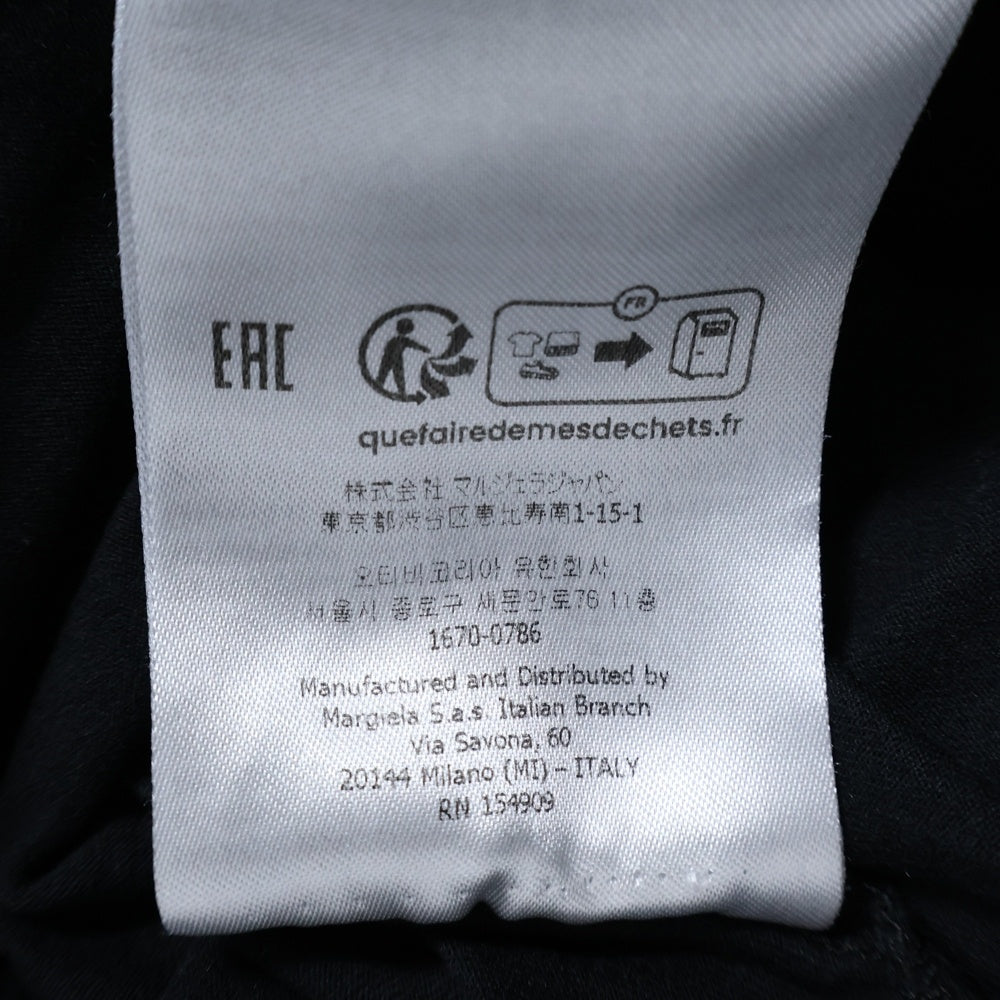 EAC
FR
quefairedemesdechets.fr
株式会社 マルジェラジャパン
東京都渋谷区恵比寿南1-15-1
오티비코리아 유한회사
서울시 종로구 새문안로76 11층
1670-0786
Manufactured and Distributed by
Margiela S.a.s. Italian Branch
Via Savona, 60
20144 Milano (MI) – ITALY
RN 154909